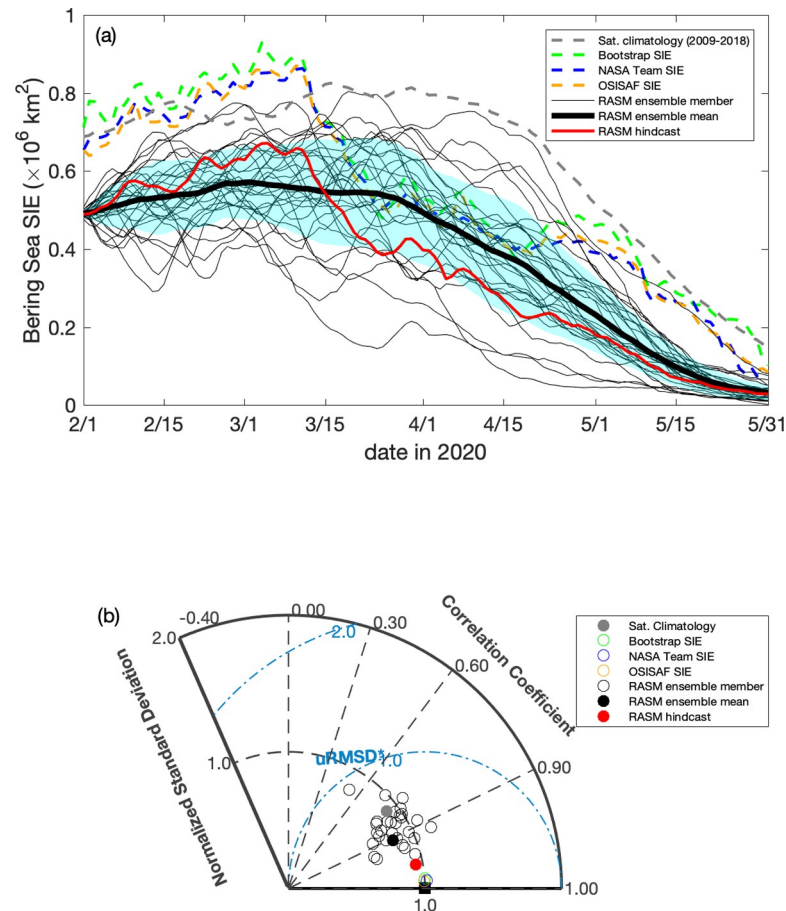 (a)
Sat. climatology (2009-2018)
Bootstrap SIE
NASA Team SIE
OSISAF SIE
RASM ensemble member
RASM ensemble mean
RASM hindcast
Bering Sea SIE (×10⁶ km²)
1
0.8
0.6
0.4
0.2
0
2/1 2/15 3/1 3/15 4/1 4/15 5/1 5/15 5/31
date in 2020
(b)
Sat. Climatology
Bootstrap SIE
NASA Team SIE
OSISAF SIE
RASM ensemble member
RASM ensemble mean
RASM hindcast
-0.40 0.00 0.30 0.60 0.90 1.00
Correlation Coefficient
2.0
1.0
Normalized Standard Deviation
2.0
uRMSD* 1.0
1.0